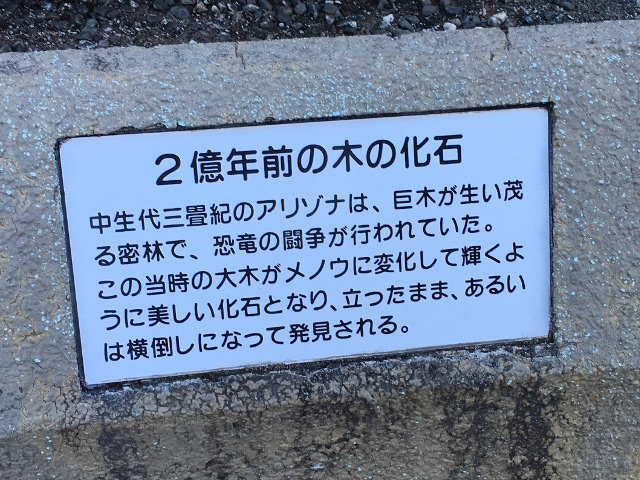 2億年前の木の化石
中生代三畳紀のアリゾナは、巨木が生い茂
る密林で、恐竜の闘争が行われていた。
この当時の大木がメノウに変化して輝くよ
うに美しい化石となり、立ったまま、あるい
は横倒しになって発見される。